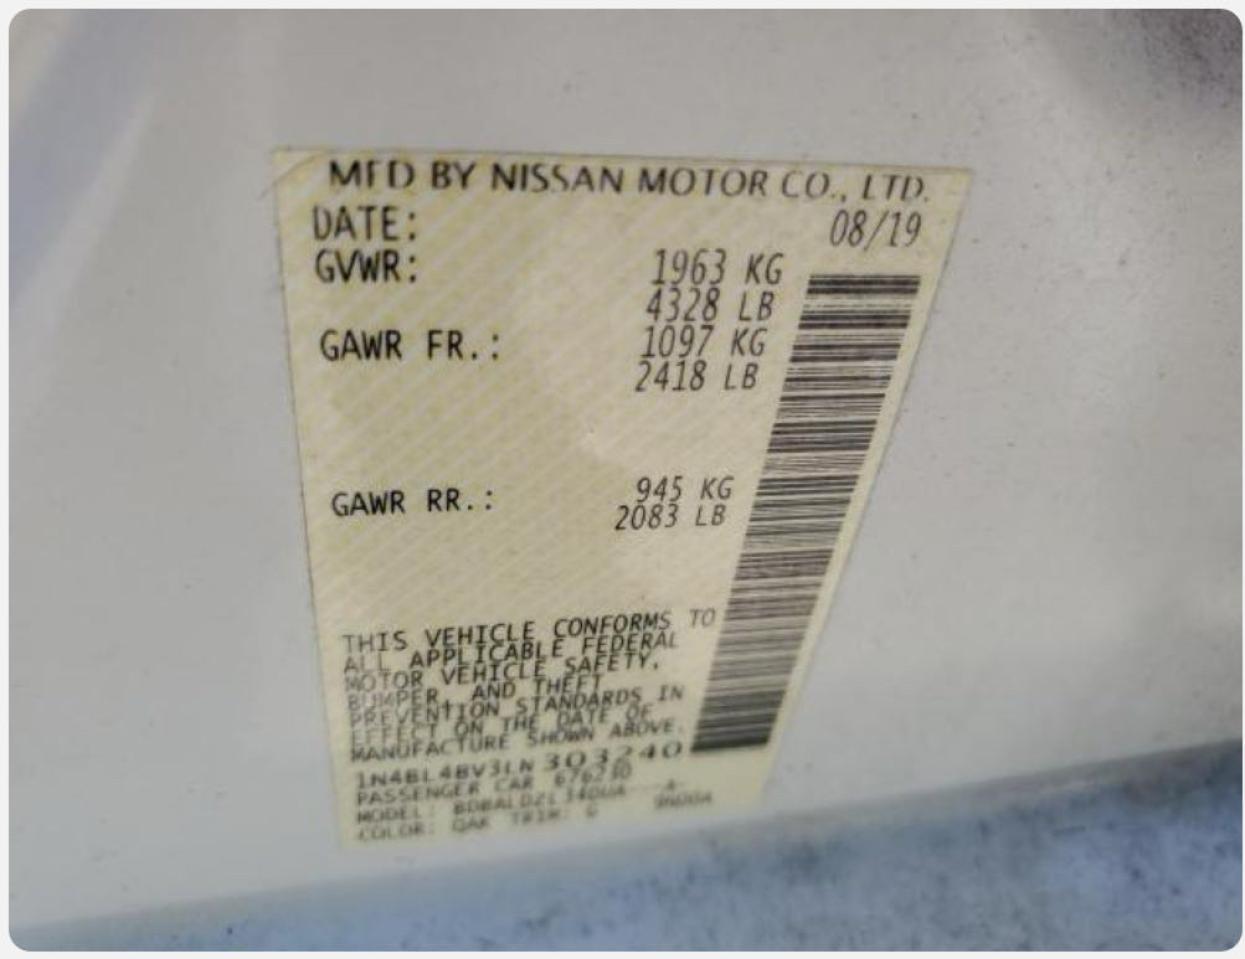 MFD BY NISSAN MOTOR CO., LTD.
DATE: 08/19
GVWR: 1963 KG
4328 LB
GAWR FR.: 1097 KG
2418 LB
GAWR RR.: 945 KG
2083 LB
THIS VEHICLE CONFORMS TO
ALL APPLICABLE FEDERAL
MOTOR VEHICLE SAFETY,
BUMPER, AND THEFT
PREVENTION STANDARDS IN
EFFECT ON THE DATE OF
MANUFACTURE SHOWN ABOVE.
1N4BL4BV3LN303240
PASSENGER CAR 676230
MODEL:
COLOR: QAK TRIM: G